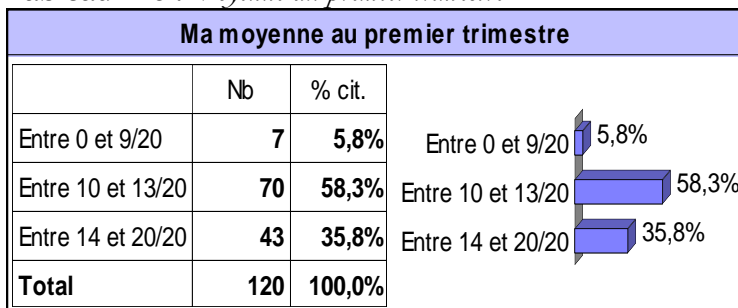 Ma moyenne au premier trimestre
Nb % cit.
Entre 0 et 9/20 7 5,8%
Entre 10 et 13/20 70 58,3%
Entre 14 et 20/20 43 35,8%
Total 120 100,0%
Entre 0 et 9/20 5,8%
Entre 10 et 13/20 58,3%
Entre 14 et 20/20 35,8%